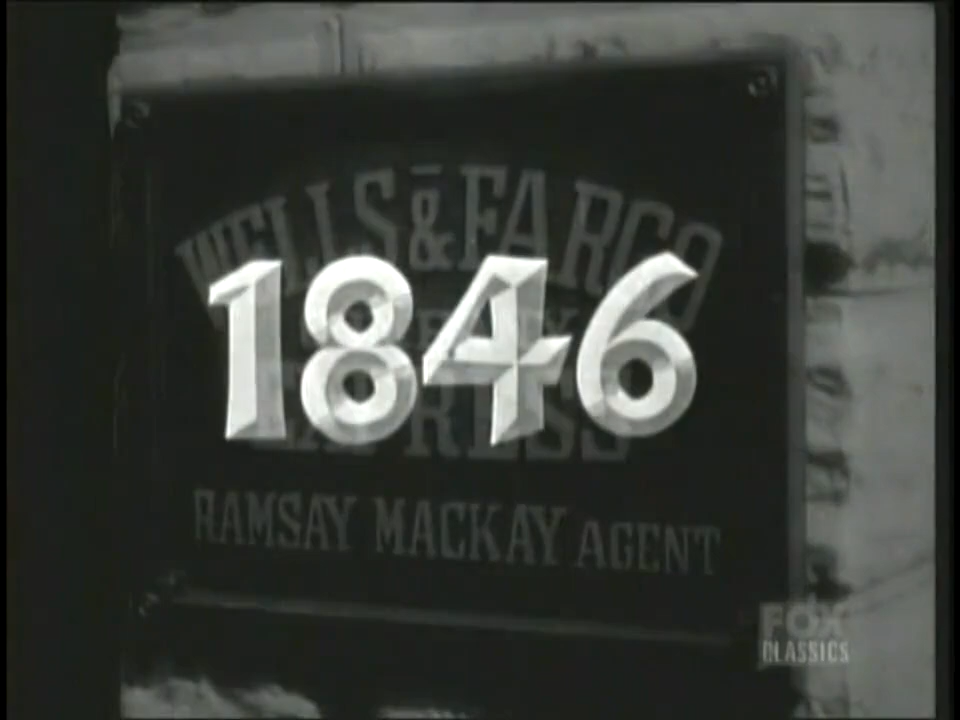 WELLS & FARGO
1846
EXPRESS
RAMSAY MACKAY AGENT
FOX
CLASSICS